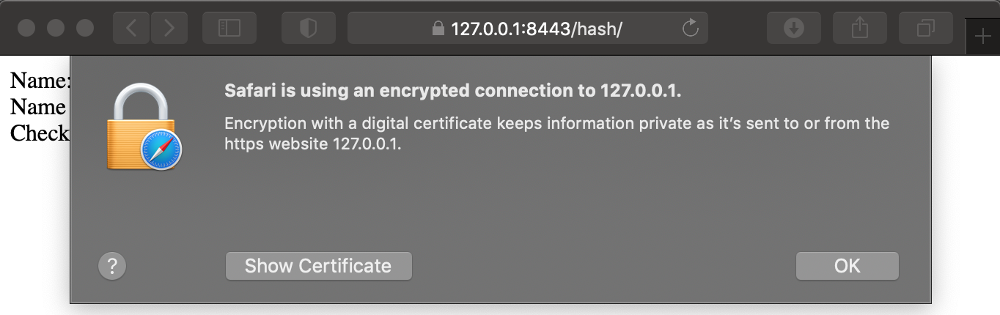 127.0.0.1:8443/hash/
Name:
Name
Check
Safari is using an encrypted connection to 127.0.0.1.
Encryption with a digital certificate keeps information private as it’s sent to or from the
https website 127.0.0.1.
?
Show Certificate
OK